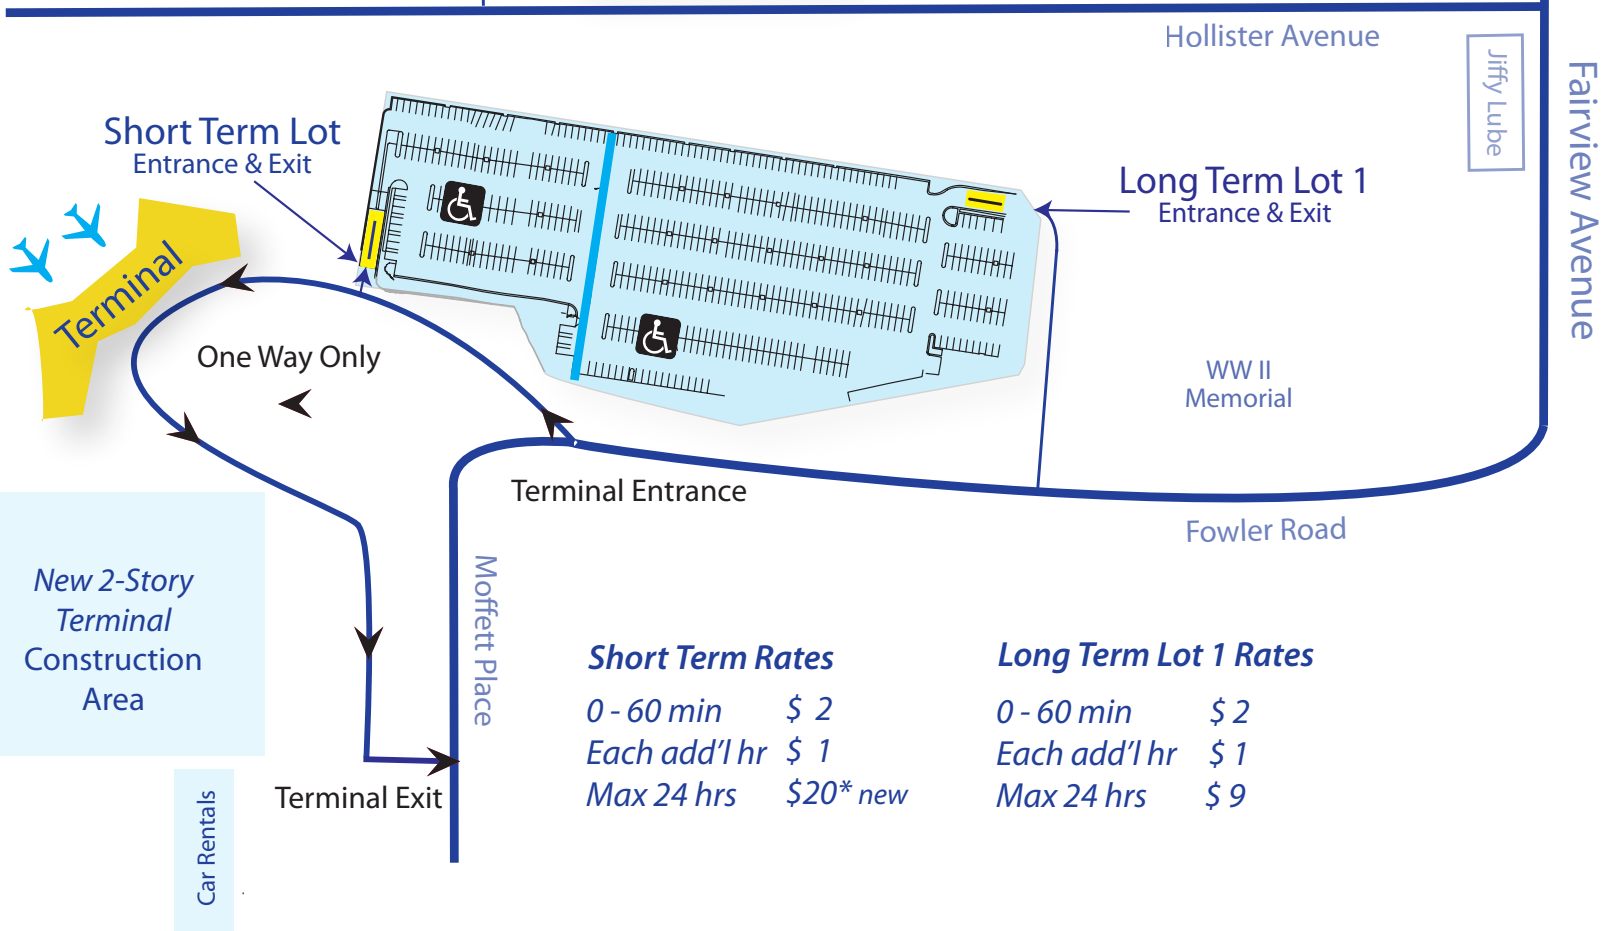 Hollister Avenue
Jiffy Lube
Fairview Avenue
Short Term Lot
Entrance & Exit
Long Term Lot 1
Entrance & Exit
Terminal
One Way Only
WW II
Memorial
Terminal Entrance
Fowler Road
New 2-Story
Terminal
Construction
Area
Moffett Place
Short Term Rates
0 - 60 min $ 2
Each add’l hr $ 1
Max 24 hrs $20* new
Long Term Lot 1 Rates
0 - 60 min $ 2
Each add’l hr $ 1
Max 24 hrs $ 9
Terminal Exit
Car Rentals